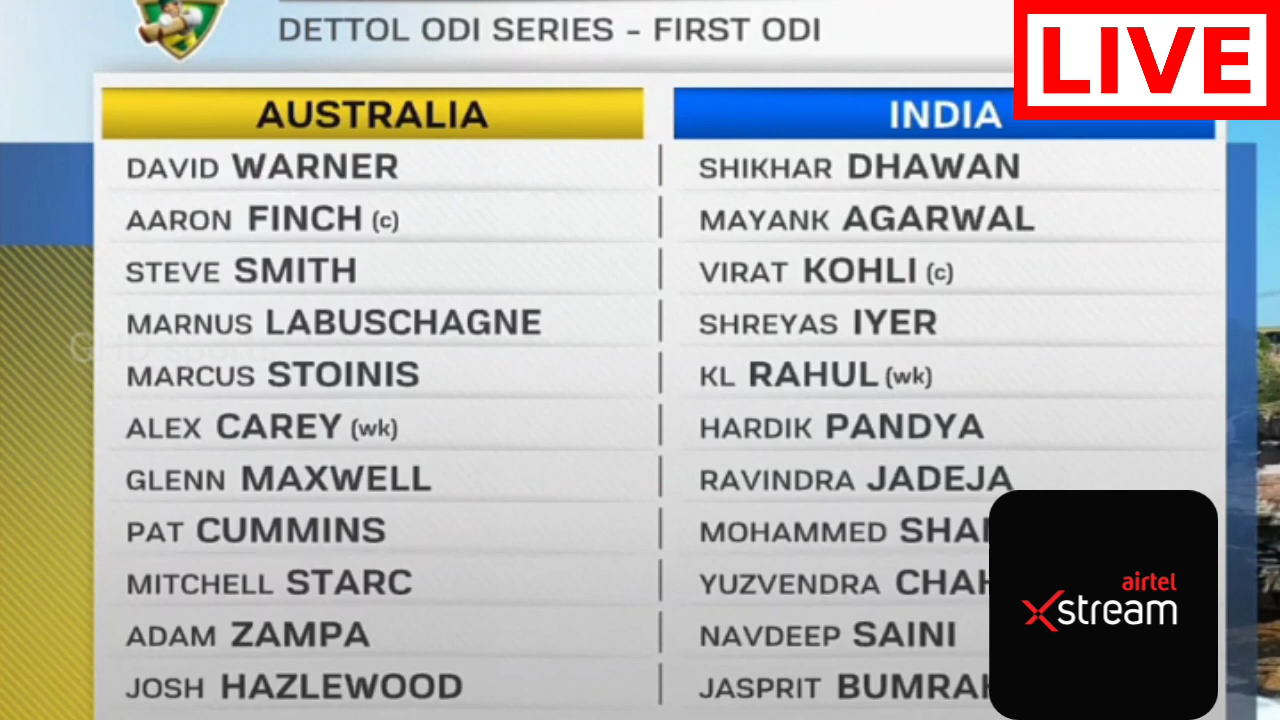 DETTOL ODI SERIES - FIRST ODI
LIVE
AUSTRALIA
DAVID WARNER
AARON FINCH (c)
STEVE SMITH
MARNUS LABUSCHAGNE
MARCUS STOINIS
ALEX CAREY (wk)
GLENN MAXWELL
PAT CUMMINS
MITCHELL STARC
ADAM ZAMPA
JOSH HAZLEWOOD
INDIA
SHIKHAR DHAWAN
MAYANK AGARWAL
VIRAT KOHLI (c)
SHREYAS IYER
KL RAHUL (wk)
HARDIK PANDYA
RAVINDRA JADEJA
MOHAMMED
YUZVENDRA
NAVDEEP SAINI
JASPRIT
airtel
Xstream